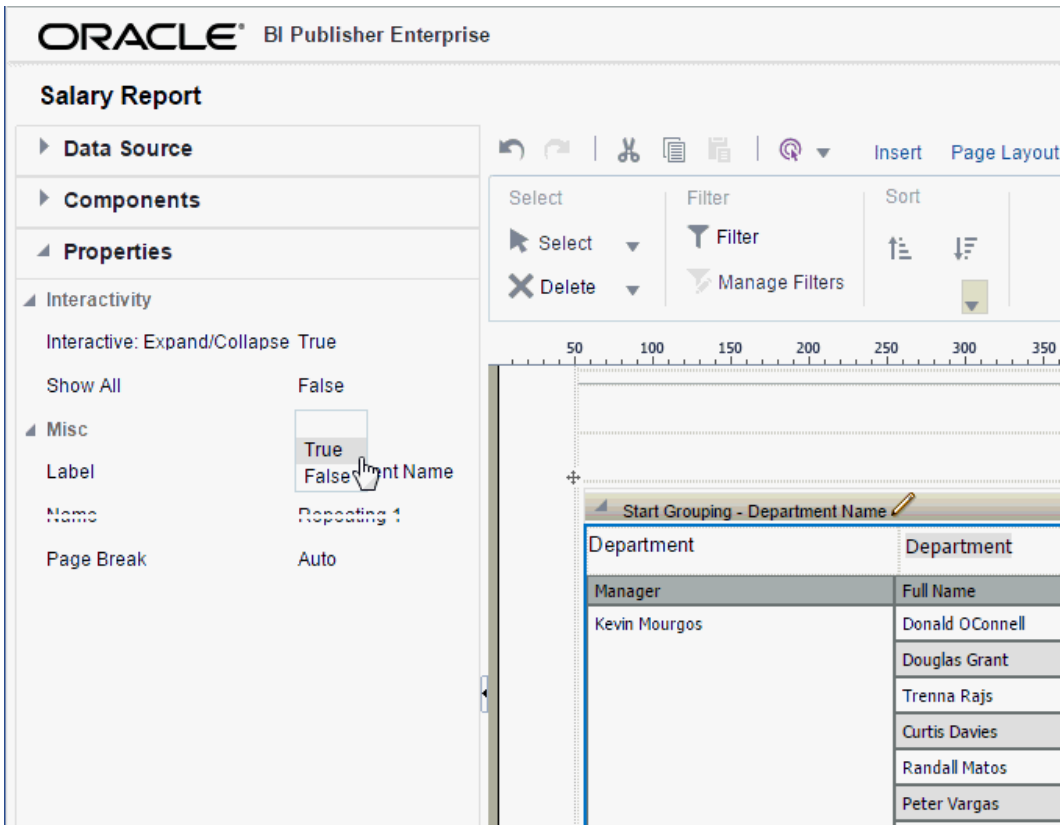 ORACLE BI Publisher Enterprise
Salary Report
Data Source
Components
Properties
Interactivity
Interactive: Expand/Collapse True
Show All False
Misc
True
Label False ent Name
Name Repeating 1
Page Break Auto
Insert Page Layout
Select Filter Sort
Select Filter
Delete Manage Filters
50 100 150 200 250 300 350
Start Grouping - Department Name
Department Department
Manager Full Name
Kevin Mourgos Donald OConnell
Douglas Grant
Trenna Rajs
Curtis Davies
Randall Matos
Peter Vargas